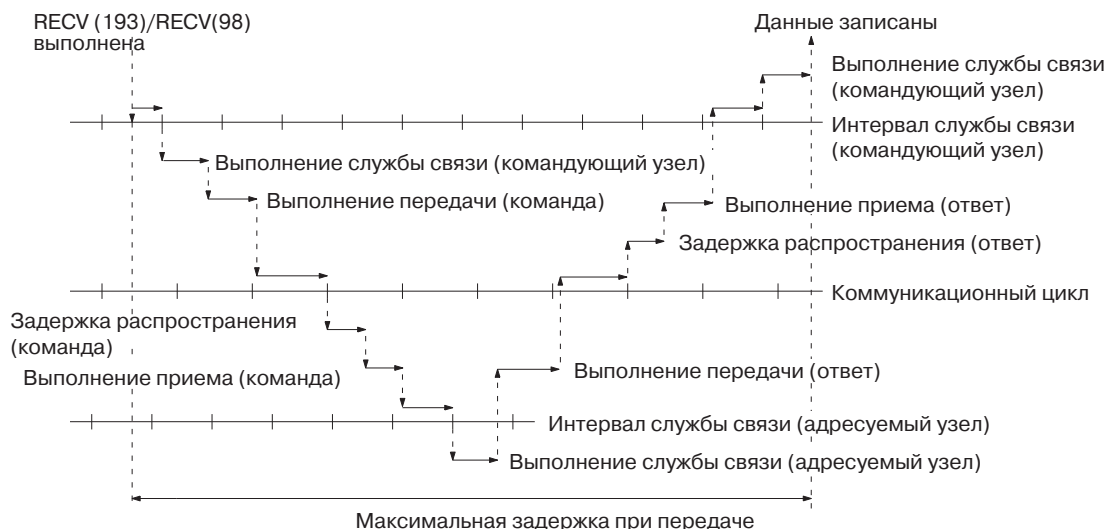 RECV (193)/RECV(98)
выполнена
Данные записаны
Выполнение службы связи
(командующий узел)
Интервал службы связи
(командующий узел)
Выполнение службы связи (командующий узел)
Выполнение передачи (команда)
Выполнение приема (ответ)
Задержка распространения (ответ)
Коммуникационный цикл
Задержка распространения
(команда)
Выполнение приема (команда)
Выполнение передачи (ответ)
Интервал службы связи (адресуемый узел)
Выполнение службы связи (адресуемый узел)
Максимальная задержка при передаче